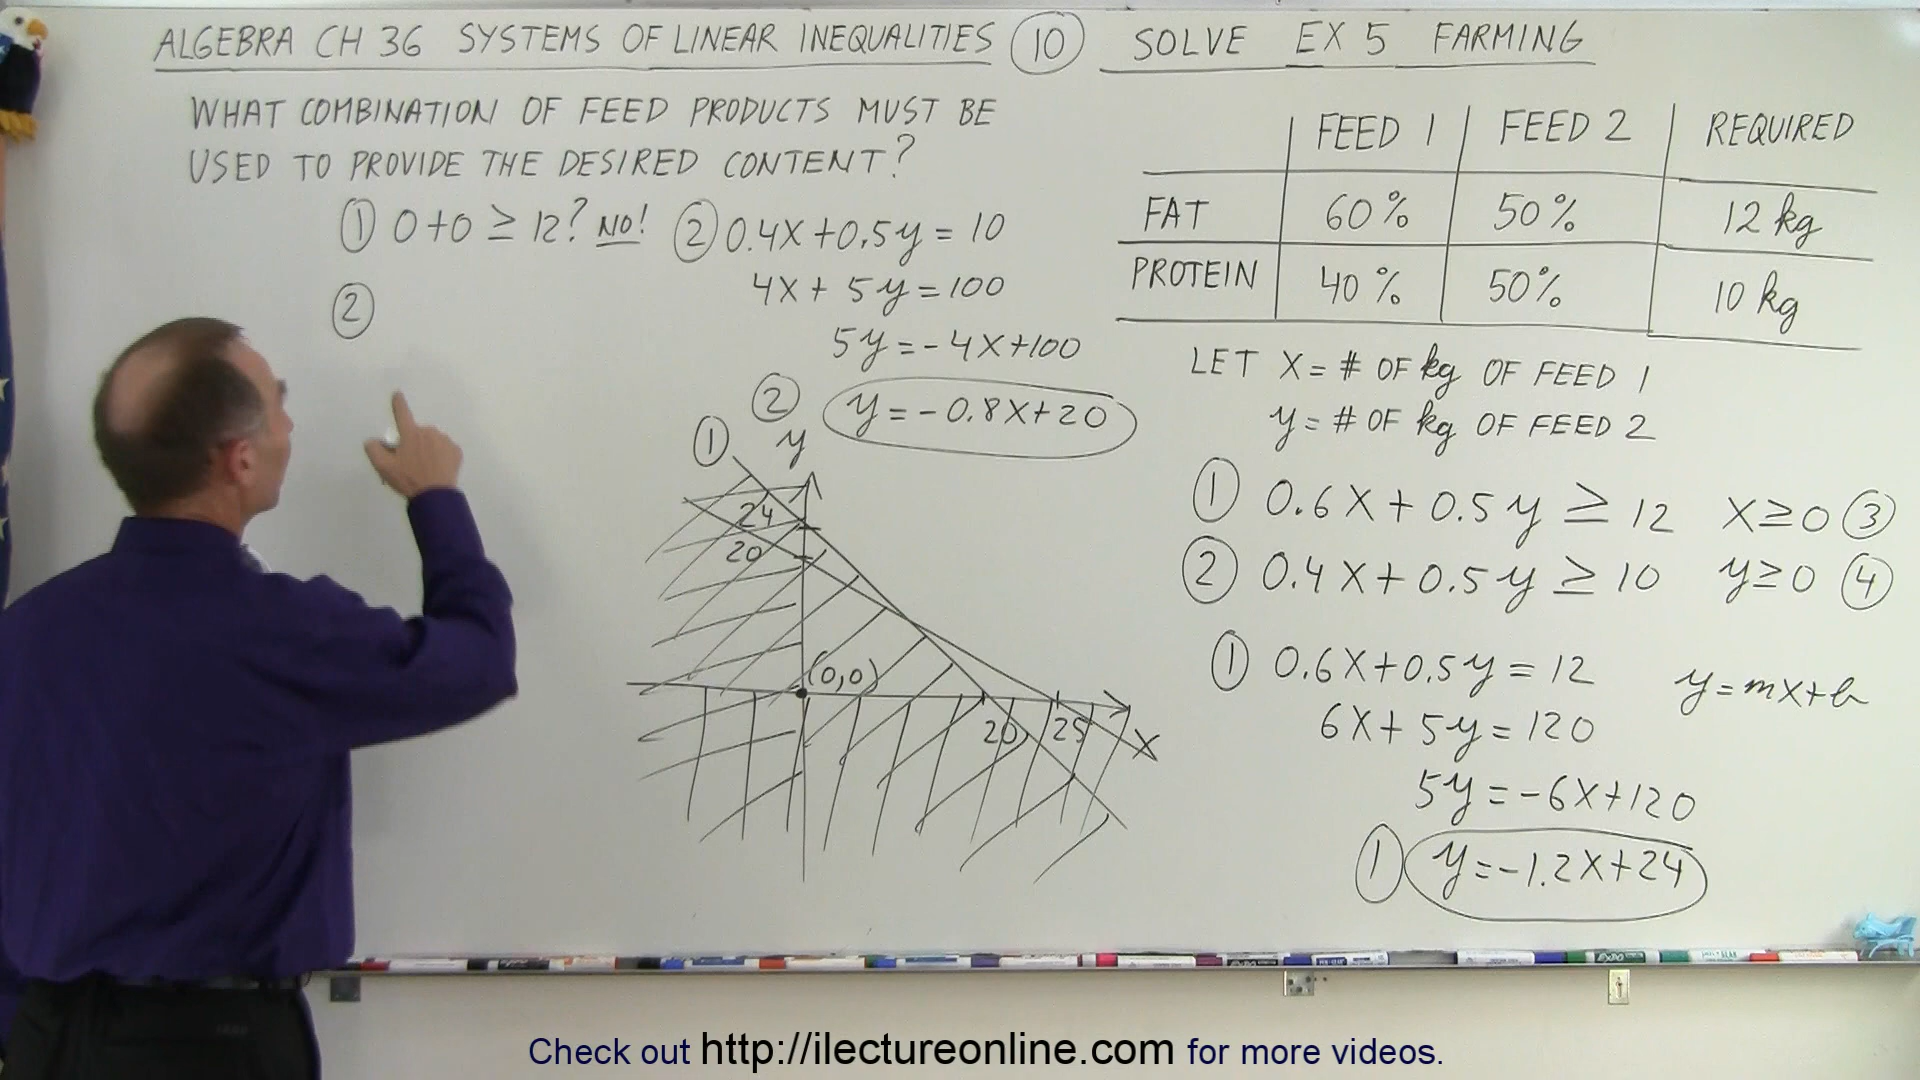 ALGEBRA CH 36 SYSTEMS OF LINEAR INEQUALITIES ⑩ SOLVE EX 5 FARMING
WHAT COMBINATION OF FEED PRODUCTS MUST BE
USED TO PROVIDE THE DESIRED CONTENT?
① 0+0 ≥ 12? NO!
②
② 0.4X+0.5y = 10
4X + 5y = 100
5y = -4X+100
② y = -0.8X+20
① y
24
20
(0,0)
20 25 X
FEED 1 FEED 2 REQUIRED
FAT 60% 50% 12 kg
PROTEIN 40% 50% 10 kg
LET X = # OF kg OF FEED 1
y = # OF kg OF FEED 2
① 0.6X + 0.5y ≥ 12 X≥0 ③
② 0.4X + 0.5y ≥ 10 y≥0 ④
① 0.6X+0.5y = 12 y=mX+b
6X + 5y = 120
5y = -6X+120
① y=-1.2X+24
Check out http://ilectureonline.com for more videos.